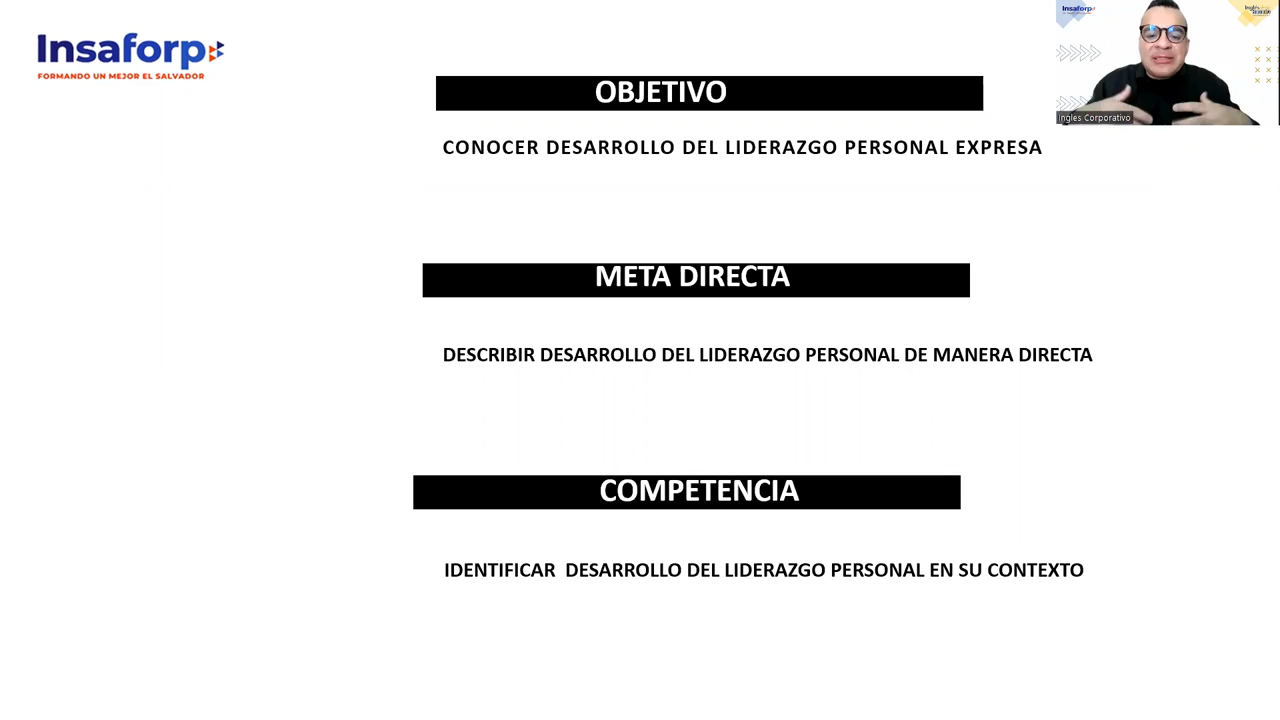 Insaforp
FORMANDO UN MEJOR EL SALVADOR
Insaforp
Ingles Corporativo
OBJETIVO
CONOCER DESARROLLO DEL LIDERAZGO PERSONAL EXPRESA
META DIRECTA
DESCRIBIR DESARROLLO DEL LIDERAZGO PERSONAL DE MANERA DIRECTA
COMPETENCIA
IDENTIFICAR DESARROLLO DEL LIDERAZGO PERSONAL EN SU CONTEXTO